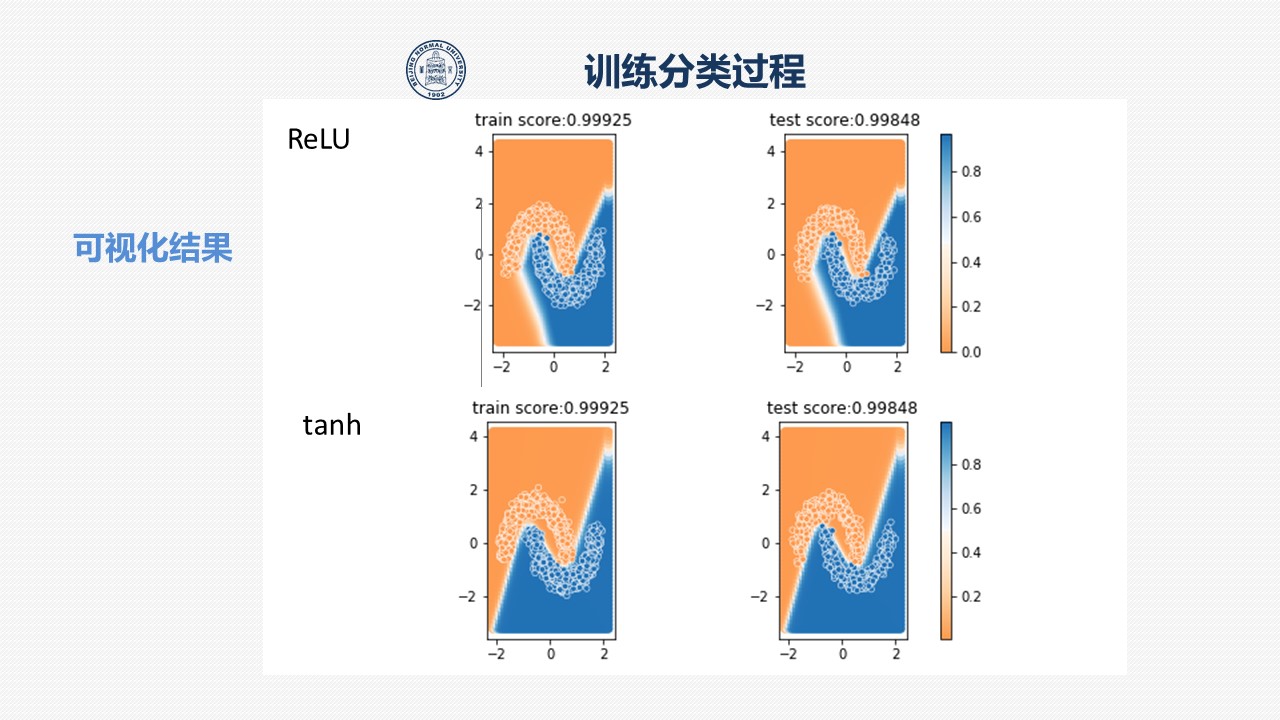 BEIJING NORMAL UNIVERSITY
1902
训练分类过程
ReLU
可视化结果
train score:0.99925
4
2
0
−2
−2 0 2
test score:0.99848
4
2
0
−2
−2 0 2
0.8
0.6
0.4
0.2
0.0
tanh
train score:0.99925
4
2
0
−2
−2 0 2
test score:0.99848
4
2
0
−2
−2 0 2
0.8
0.6
0.4
0.2